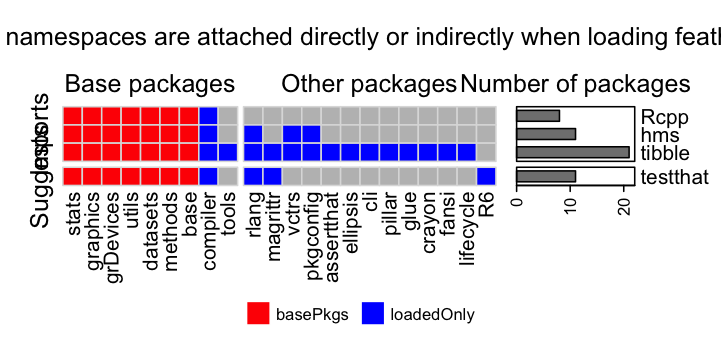 namespaces are attached directly or indirectly when loading feat
Base packages
Other packages
Number of packages
Imports
Suggests
Rcpp
hms
tibble
testthat
stats
graphics
grDevices
utils
datasets
methods
base
compiler
tools
rlang
magrittr
vctrs
pkgconfig
assertthat
ellipsis
cli
pillar
glue
crayon
fansi
lifecycle
R6
0
10
20
basePkgs
loadedOnly